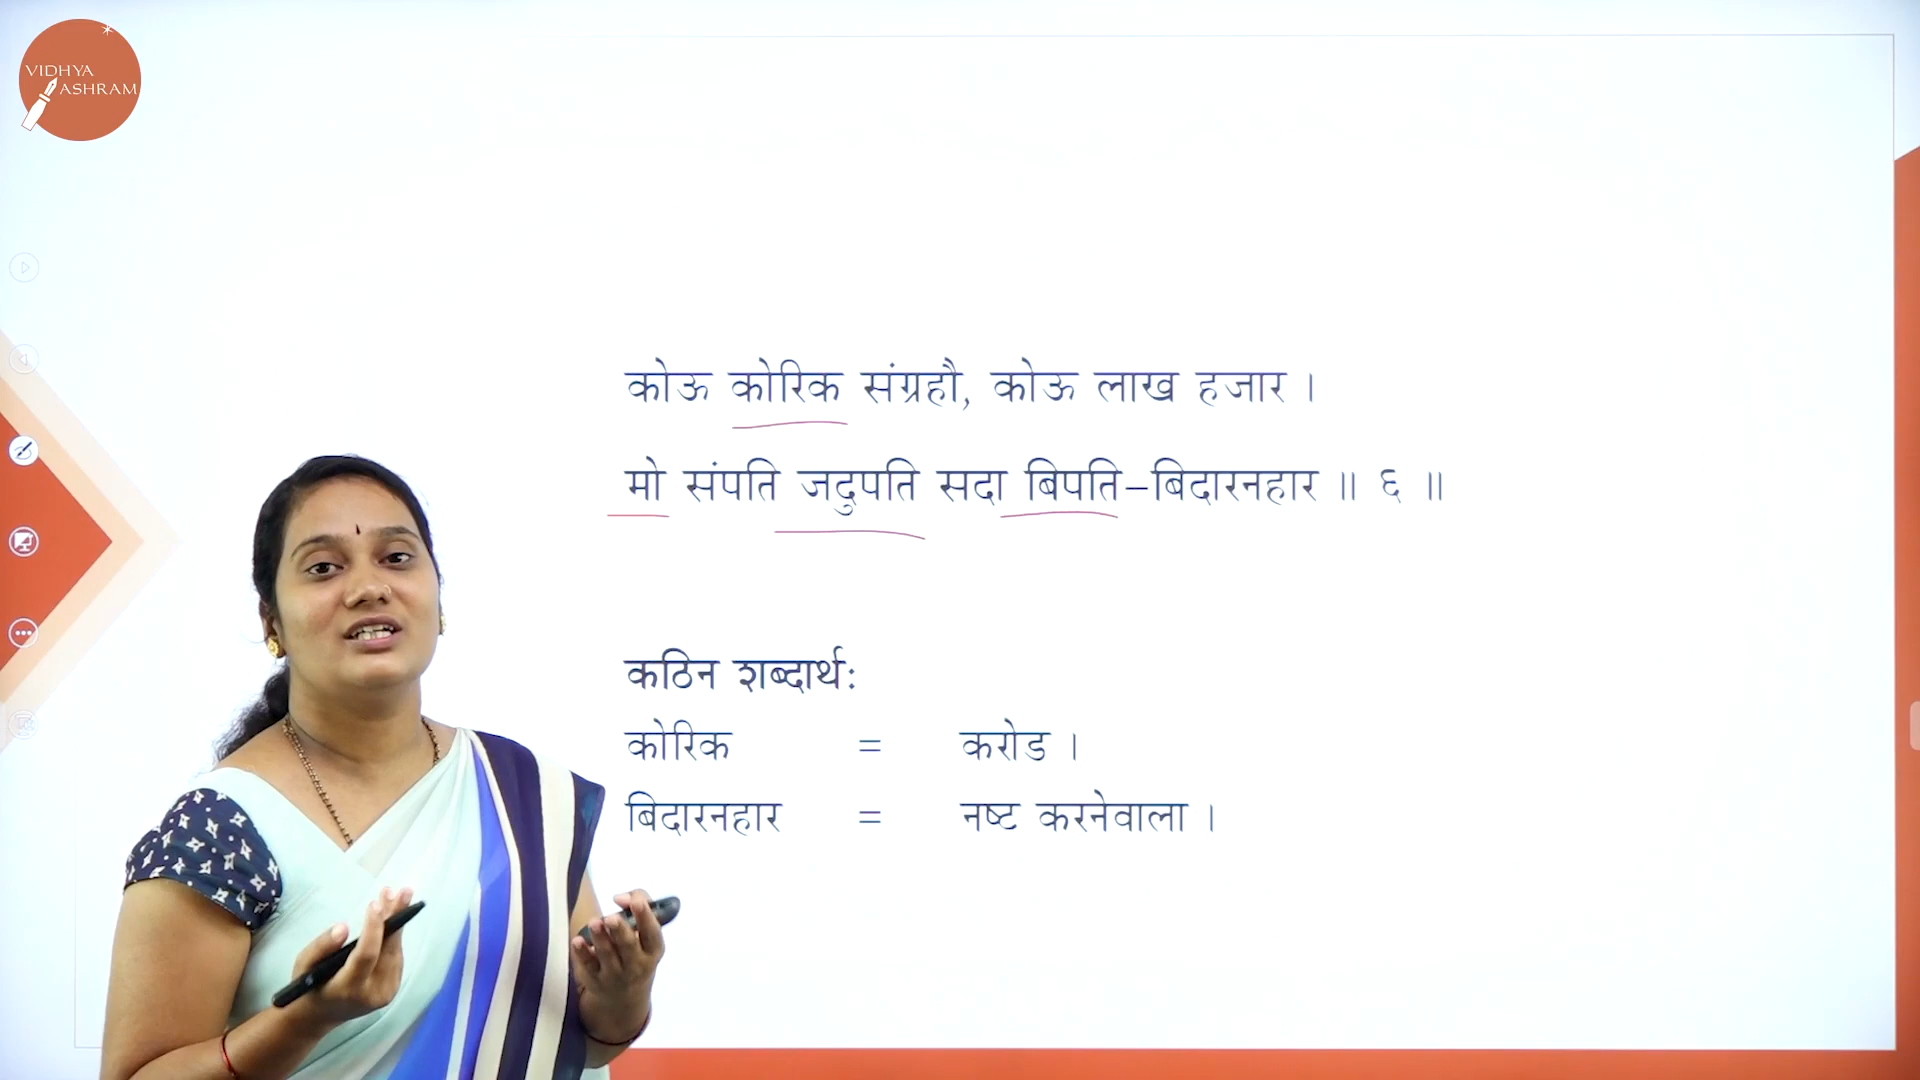 VIDHYA
ASHRAM
कोऊ कोरिक संग्रहौ, कोऊ लाख हजार ।
मो संपति जदुपति सदा बिपति–बिदारनहार ॥ ६ ॥
कठिन शब्दार्थ:
कोरिक = करोड ।
बिदारनहार = नष्ट करनेवाला ।